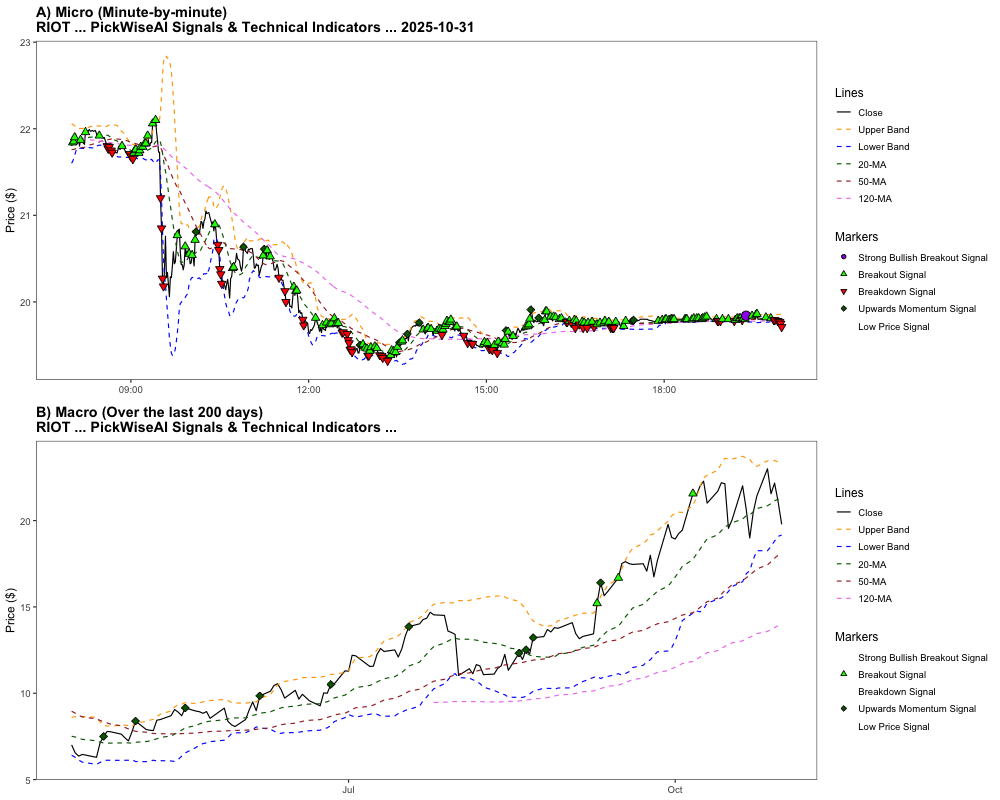 A) Micro (Minute-by-minute)
RIOT ... PickWiseAI Signals & Technical Indicators ... 2025-10-31
Price ($)
23
22
21
20
09:00
12:00
15:00
18:00
Lines
Close
Upper Band
Lower Band
20-MA
50-MA
120-MA
Markers
Strong Bullish Breakout Signal
Breakout Signal
Breakdown Signal
Upwards Momentum Signal
Low Price Signal
B) Macro (Over the last 200 days)
RIOT ... PickWiseAI Signals & Technical Indicators ...
Price ($)
20
15
10
5
Jul
Oct
Lines
Close
Upper Band
Lower Band
20-MA
50-MA
120-MA
Markers
Strong Bullish Breakout Signal
Breakout Signal
Breakdown Signal
Upwards Momentum Signal
Low Price Signal